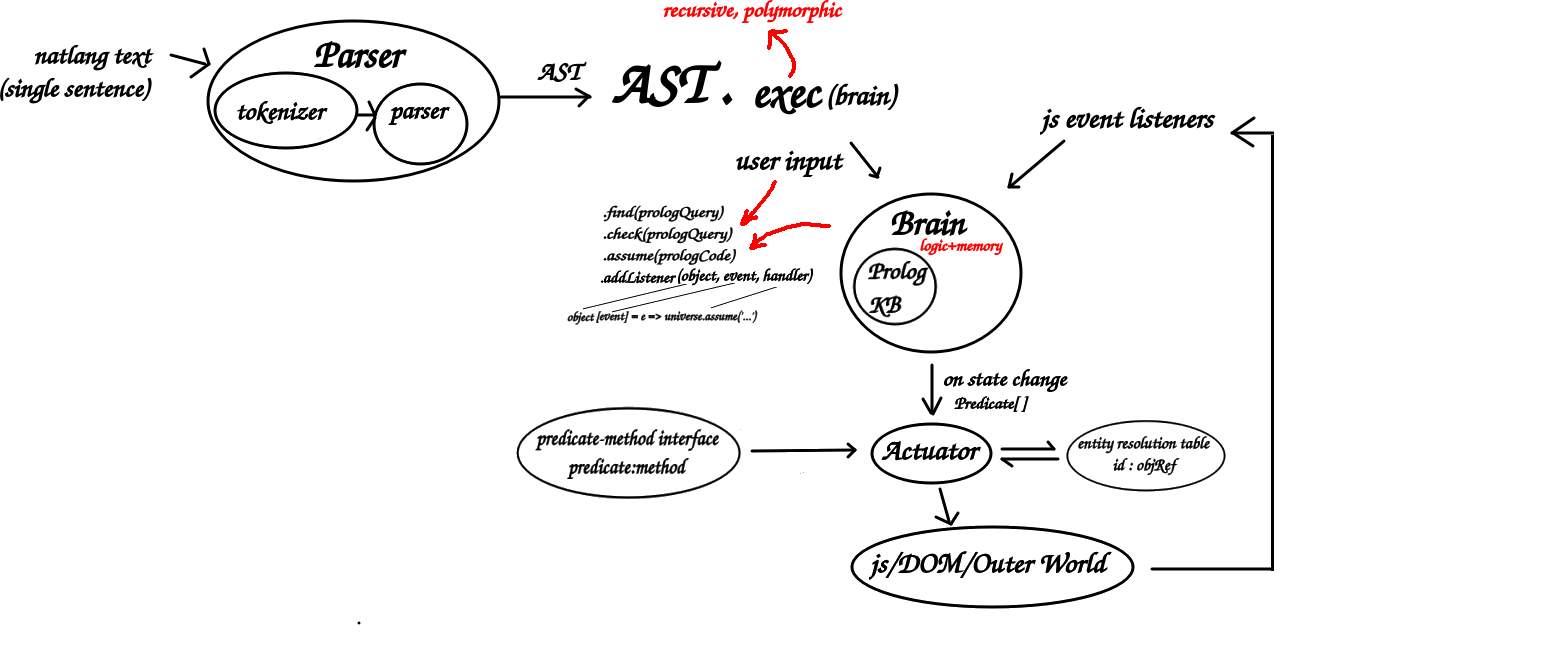 recursive, polymorphic
natlang text
(single sentence)
Parser
tokenizer
parser
AST
AST. exec (brain)
js event listeners
user input
.find(prologQuery)
.check(prologQuery)
.assume(prologCode)
.addListener (object, event, handler)
object [event] = e => universe.assume('...')
Brain
logic+memory
Prolog
KB
on state change
Predicate[ ]
predicate-method interface
predicate:method
Actuator
entity resolution table
id : objRef
js/DOM/Outer World